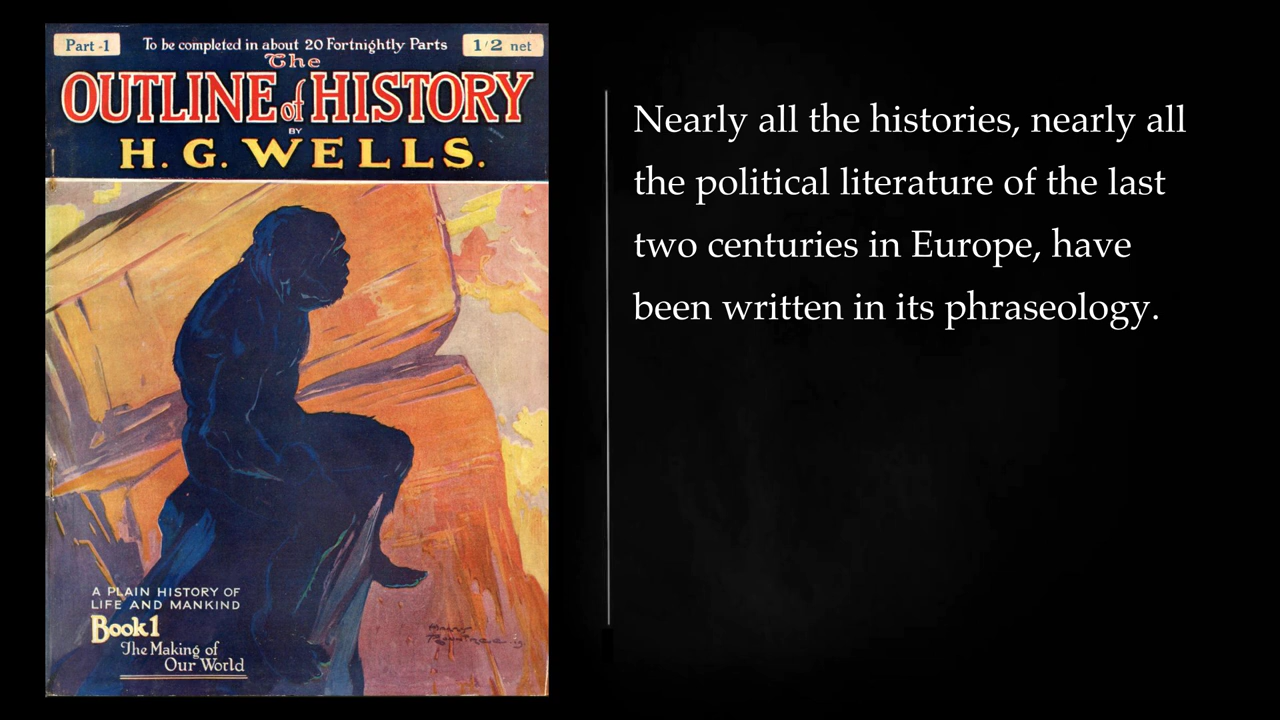 Part -1
To be completed in about 20 Fortnightly Parts
1/2 net
The
OUTLINE of HISTORY
BY
H. G. WELLS.
A PLAIN HISTORY OF
LIFE AND MANKIND
Book 1
The Making of
Our World
Nearly all the histories, nearly all
the political literature of the last
two centuries in Europe, have
been written in its phraseology.